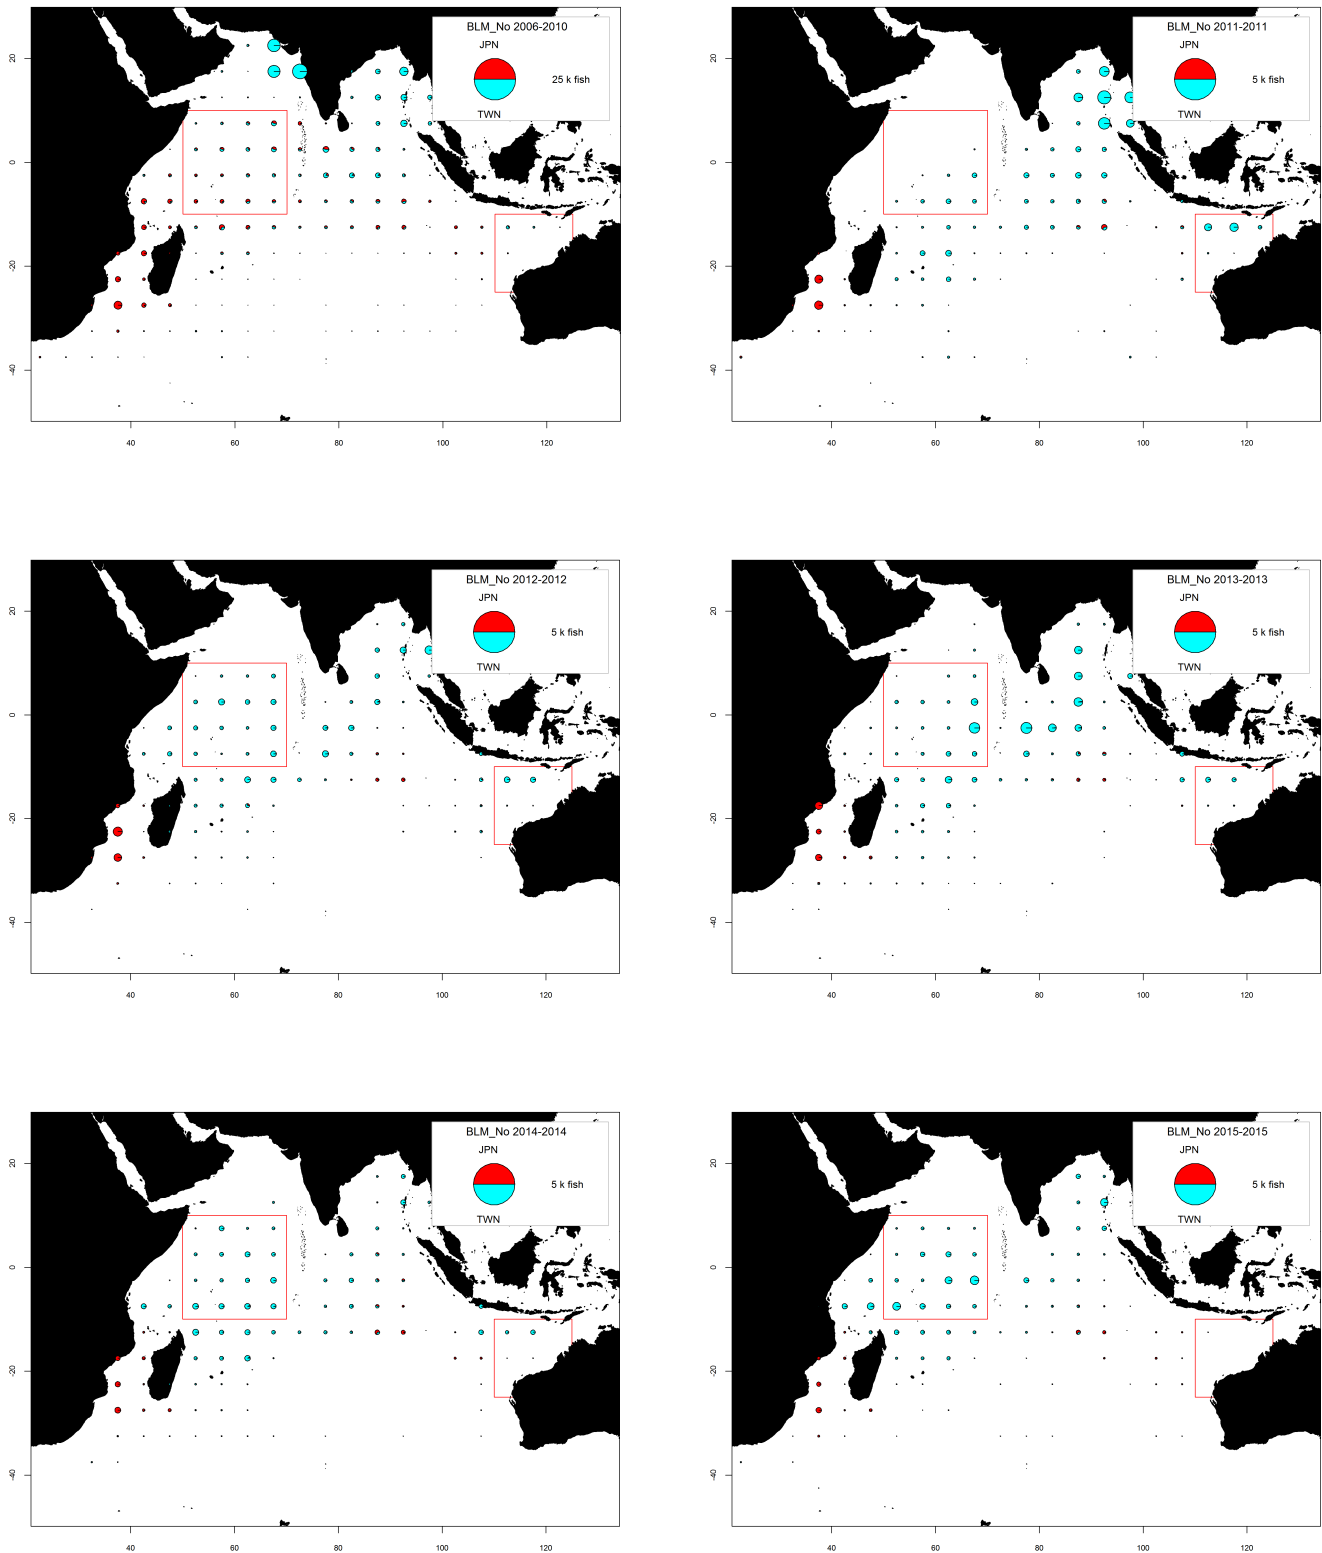 BLM_No 2006-2010
JPN
25 k fish
TWN
20
0
-20
-40
40 60 80 100 120
BLM_No 2011-2011
JPN
5 k fish
TWN
20
0
-20
-40
40 60 80 100 120
BLM_No 2012-2012
JPN
5 k fish
TWN
20
0
-20
-40
40 60 80 100 120
BLM_No 2013-2013
JPN
5 k fish
TWN
20
0
-20
-40
40 60 80 100 120
BLM_No 2014-2014
JPN
5 k fish
TWN
20
0
-20
-40
40 60 80 100 120
BLM_No 2015-2015
JPN
5 k fish
TWN
20
0
-20
-40
40 60 80 100 120